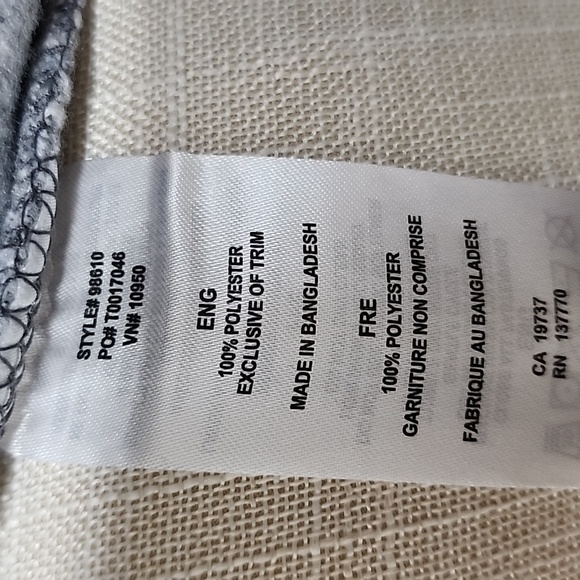 STYLE# 98610
PO# T0017046
VN# 10950
ENG
100% POLYESTER
EXCLUSIVE OF TRIM
MADE IN BANGLADESH
FRE
100% POLYESTER
GARNITURE NON COMPRISE
FABRIQUE AU BANGLADESH
CA 19737
RN 137770